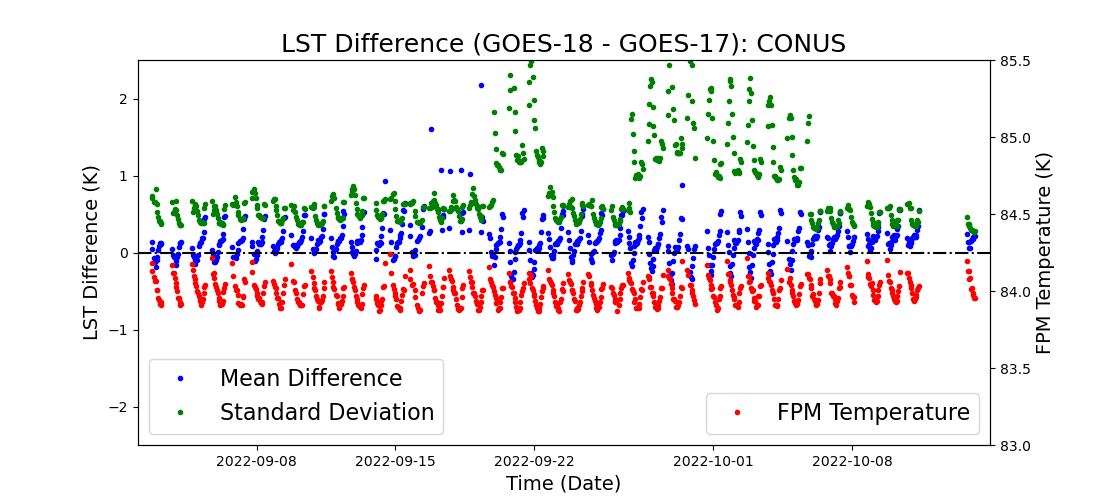 LST Difference (GOES-18 - GOES-17): CONUS
LST Difference (K)
2
1
0
−1
−2
85.5
85.0
84.5
84.0
83.5
83.0
FPM Temperature (K)
Mean Difference
Standard Deviation
FPM Temperature
2022-09-08
2022-09-15
2022-09-22
2022-10-01
2022-10-08
Time (Date)